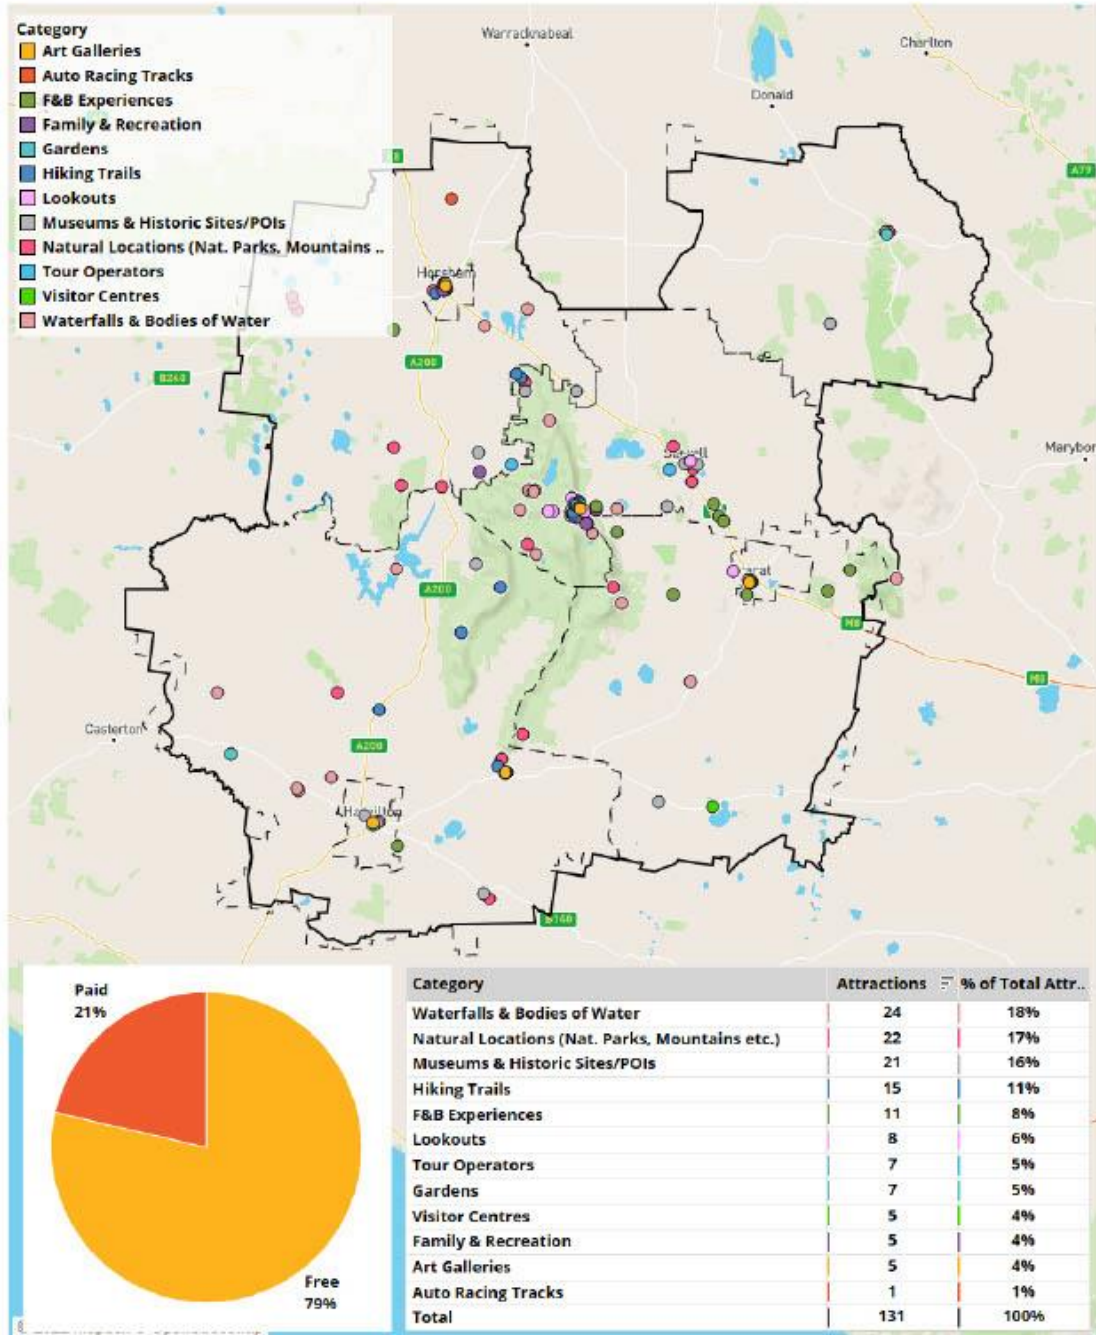 Category
Art Galleries
Auto Racing Tracks
F&B Experiences
Family & Recreation
Gardens
Hiking Trails
Lookouts
Museums & Historic Sites/POIs
Natural Locations (Nat. Parks, Mountains ..
Tour Operators
Visitor Centres
Waterfalls & Bodies of Water
Warracknabeal
Charlton
Donald
A79
Horsham
A200
B240
Marybor
A200
M8
M8
Casterton
A200
Hamilton
B140
Paid
21%
Free
79%
Category Attractions % of Total Attr..
Waterfalls & Bodies of Water 24 18%
Natural Locations (Nat. Parks, Mountains etc.) 22 17%
Museums & Historic Sites/POIs 21 16%
Hiking Trails 15 11%
F&B Experiences 11 8%
Lookouts 8 6%
Tour Operators 7 5%
Gardens 7 5%
Visitor Centres 5 4%
Family & Recreation 5 4%
Art Galleries 5 4%
Auto Racing Tracks 1 1%
Total 131 100%